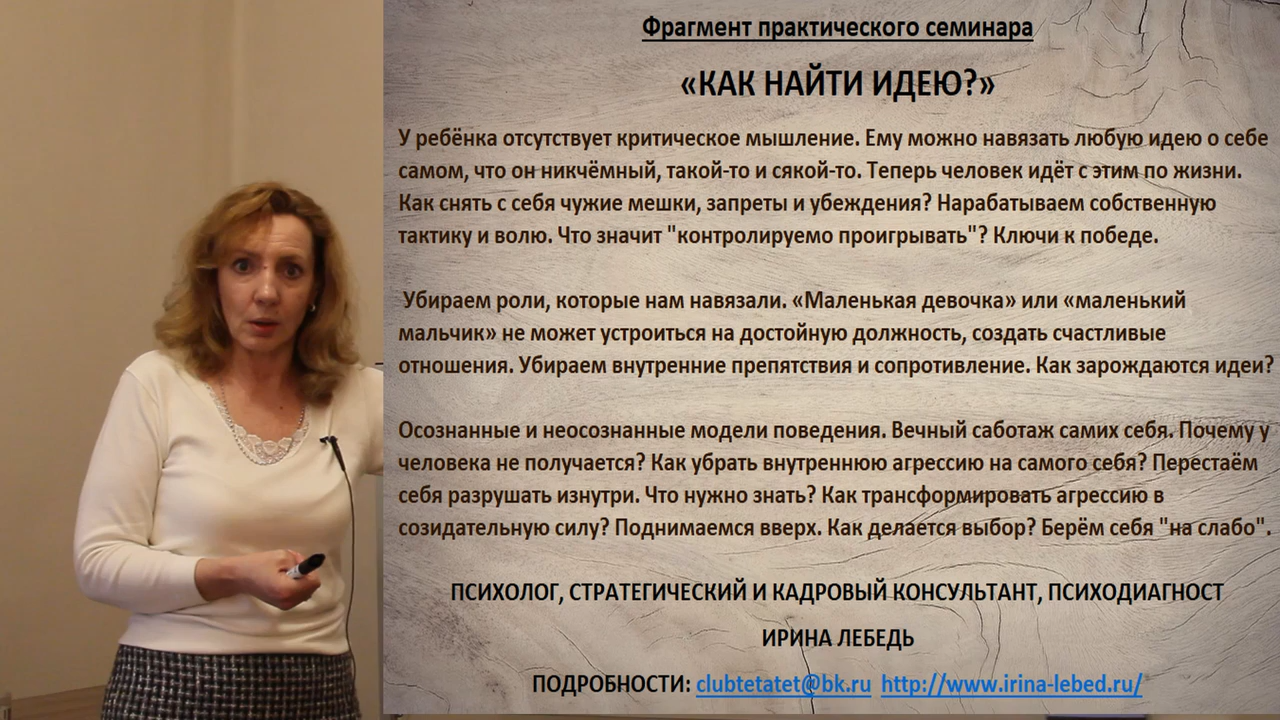 Фрагмент практического семинара
«КАК НАЙТИ ИДЕЮ?»
У ребёнка отсутствует критическое мышление. Ему можно навязать любую идею о себе
самом, что он никчёмный, такой-то и сякой-то. Теперь человек идёт с этим по жизни.
Как снять с себя чужие мешки, запреты и убеждения? Нарабатываем собственную
тактику и волю. Что значит "контролируемо проигрывать"? Ключи к победе.
Убираем роли, которые нам навязали. «Маленькая девочка» или «маленький
мальчик» не может устроиться на достойную должность, создать счастливые
отношения. Убираем внутренние препятствия и сопротивление. Как зарождаются идеи?
Осознанные и неосознанные модели поведения. Вечный саботаж самих себя. Почему у
человека не получается? Как убрать внутреннюю агрессию на самого себя? Перестаём
себя разрушать изнутри. Что нужно знать? Как трансформировать агрессию в
созидательную силу? Поднимаемся вверх. Как делается выбор? Берём себя "на слабо".
ПСИХОЛОГ, СТРАТЕГИЧЕСКИЙ И КАДРОВЫЙ КОНСУЛЬТАНТ, ПСИХОДИАГНОСТ
ИРИНА ЛЕБЕДЬ
ПОДРОБНОСТИ: clubtetatet@bk.ru http://www.irina-lebed.ru/